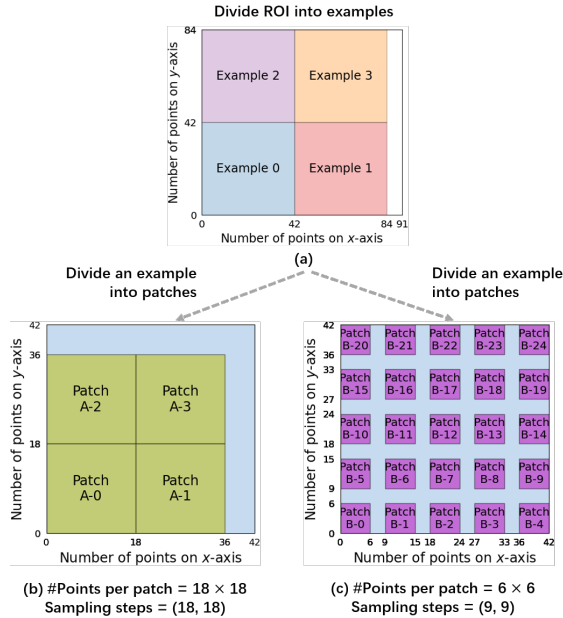 Divide ROI into examples
Number of points on y-axis
84
42
0
Example 2
Example 3
Example 0
Example 1
0
42
84
91
Number of points on x-axis
(a)
Divide an example
into patches
Divide an example
into patches
Number of points on y-axis
42
36
18
0
Patch
A-2
Patch
A-3
Patch
A-0
Patch
A-1
0
18
36
42
Number of points on x-axis
(b) #Points per patch = 18 × 18
Sampling steps = (18, 18)
Number of points on y-axis
42
36
33
27
24
18
15
9
6
0
Patch
B-20
Patch
B-21
Patch
B-22
Patch
B-23
Patch
B-24
Patch
B-15
Patch
B-16
Patch
B-17
Patch
B-18
Patch
B-19
Patch
B-10
Patch
B-11
Patch
B-12
Patch
B-13
Patch
B-14
Patch
B-5
Patch
B-6
Patch
B-7
Patch
B-8
Patch
B-9
Patch
B-0
Patch
B-1
Patch
B-2
Patch
B-3
Patch
B-4
0
6
9
15
18
24
27
33
36
42
Number of points on x-axis
(c) #Points per patch = 6 × 6
Sampling steps = (9, 9)